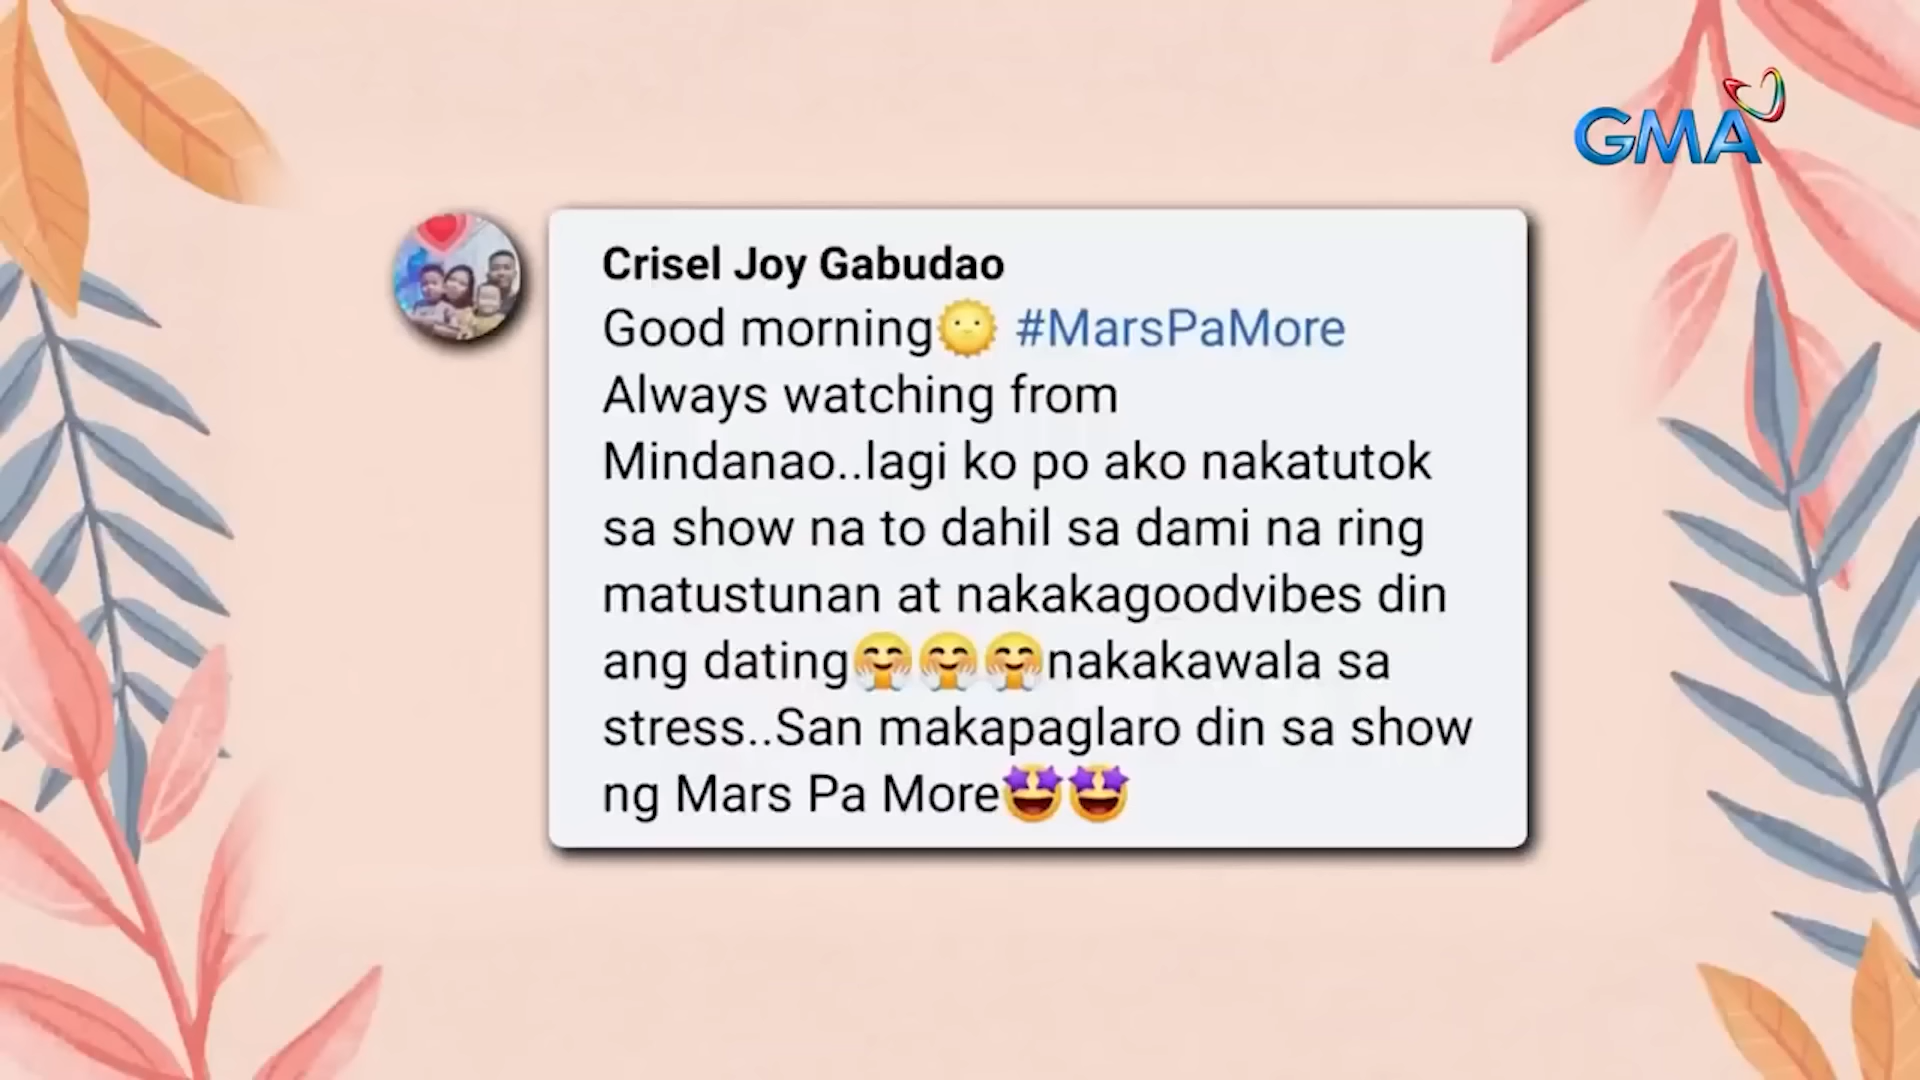 GMA
Crisel Joy Gabudao
Good morning🌞 #MarsPaMore
Always watching from
Mindanao..lagi ko po ako nakatutok
sa show na to dahil sa dami na ring
matustunan at nakakagoodvibes din
ang dating🤗🤗🤗nakakawala sa
stress..San makapaglaro din sa show
ng Mars Pa More🤩🤩